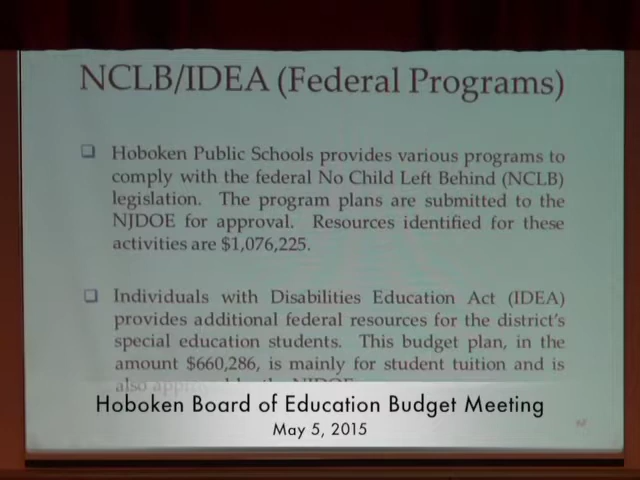 NCLB/IDEA (Federal Programs)
Hoboken Public Schools provides various programs to
comply with the federal No Child Left Behind (NCLB)
legislation. The program plans are submitted to the
NJDOE for approval. Resources identified for these
activities are $1,076,225.
Individuals with Disabilities Education Act (IDEA)
provides additional federal resources for the district's
special education students. This budget plan, in the
amount $660,286, is mainly for student tuition and is
also
Hoboken Board of Education Budget Meeting
May 5, 2015